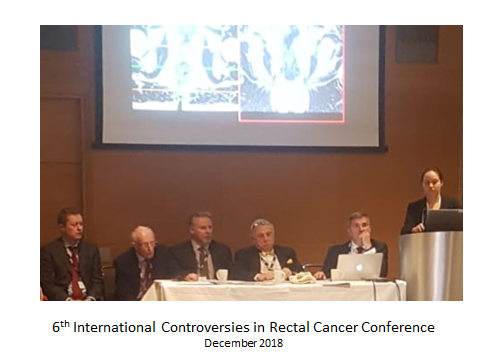 6th International Controversies in Rectal Cancer Conference
December 2018